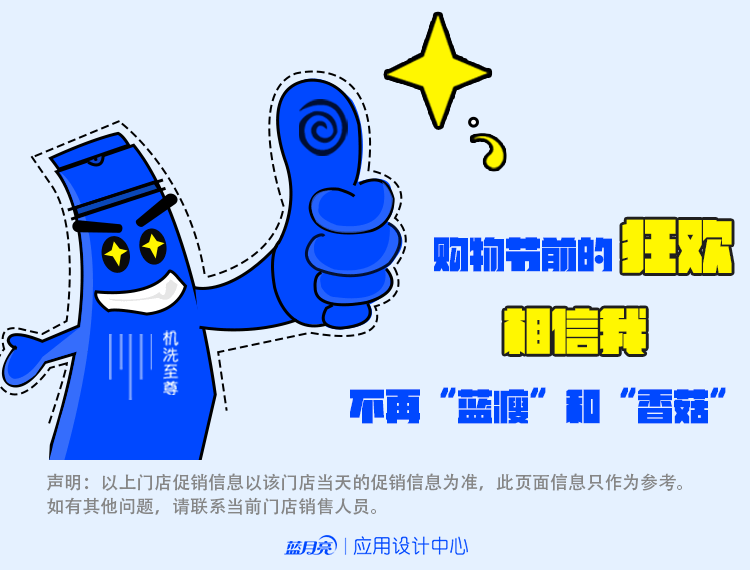 购物节前的狂欢
相信我
不再“蓝瘦”和“香菇”
机洗至尊
声明：以上门店促销信息以该门店当天的促销信息为准，此页面信息只作为参考。
如有其他问题，请联系当前门店销售人员。
蓝月亮 | 应用设计中心